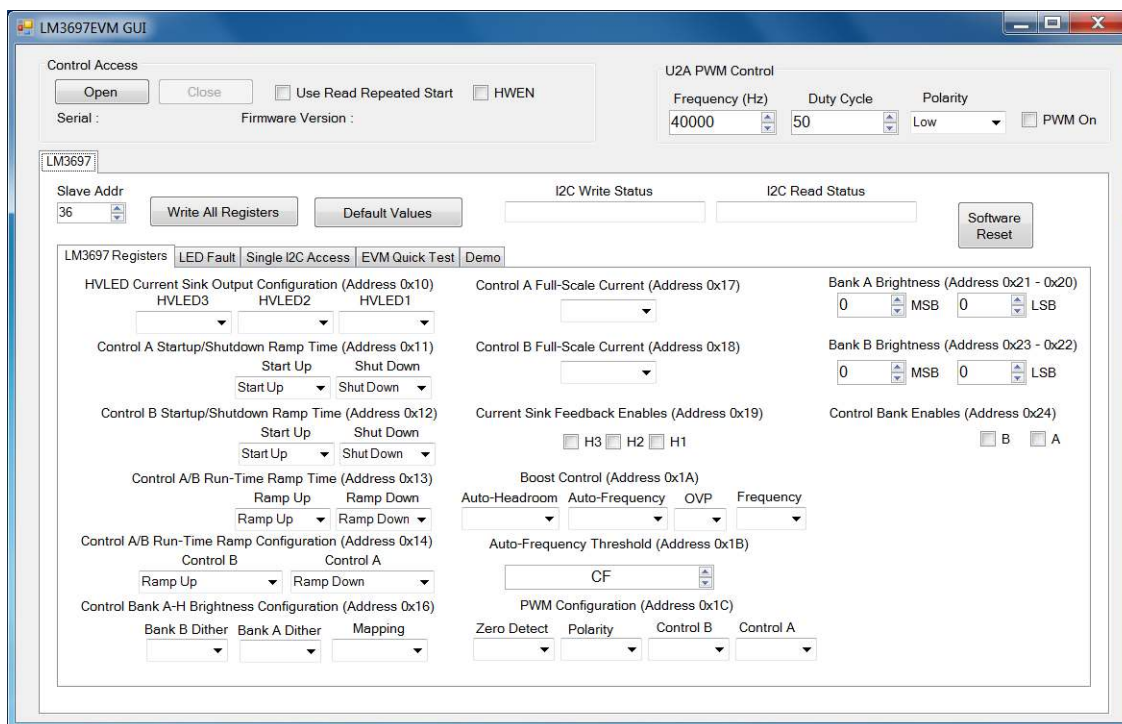 LM3697EVM GUI
Control Access
Open Close Use Read Repeated Start HWEN
Serial : Firmware Version :
U2A PWM Control
Frequency (Hz) Duty Cycle Polarity
40000 50 Low PWM On
LM3697
Slave Addr I2C Write Status I2C Read Status
36 Write All Registers Default Values Software
Reset
LM3697 Registers LED Fault Single I2C Access EVM Quick Test Demo
HVLED Current Sink Output Configuration (Address 0x10)
HVLED3 HVLED2 HVLED1
Control A Startup/Shutdown Ramp Time (Address 0x11)
Start Up Shut Down
Start Up Shut Down
Control B Startup/Shutdown Ramp Time (Address 0x12)
Start Up Shut Down
Start Up Shut Down
Control A/B Run-Time Ramp Time (Address 0x13)
Ramp Up Ramp Down
Ramp Up Ramp Down
Control A/B Run-Time Ramp Configuration (Address 0x14)
Control B Control A
Ramp Up Ramp Down
Control Bank A-H Brightness Configuration (Address 0x16)
Bank B Dither Bank A Dither Mapping
Control A Full-Scale Current (Address 0x17)
Control B Full-Scale Current (Address 0x18)
Current Sink Feedback Enables (Address 0x19)
H3 H2 H1
Boost Control (Address 0x1A)
Auto-Headroom Auto-Frequency OVP Frequency
Auto-Frequency Threshold (Address 0x1B)
CF
PWM Configuration (Address 0x1C)
Zero Detect Polarity Control B Control A
Bank A Brightness (Address 0x21 - 0x20)
0 MSB 0 LSB
Bank B Brightness (Address 0x23 - 0x22)
0 MSB 0 LSB
Control Bank Enables (Address 0x24)
B A